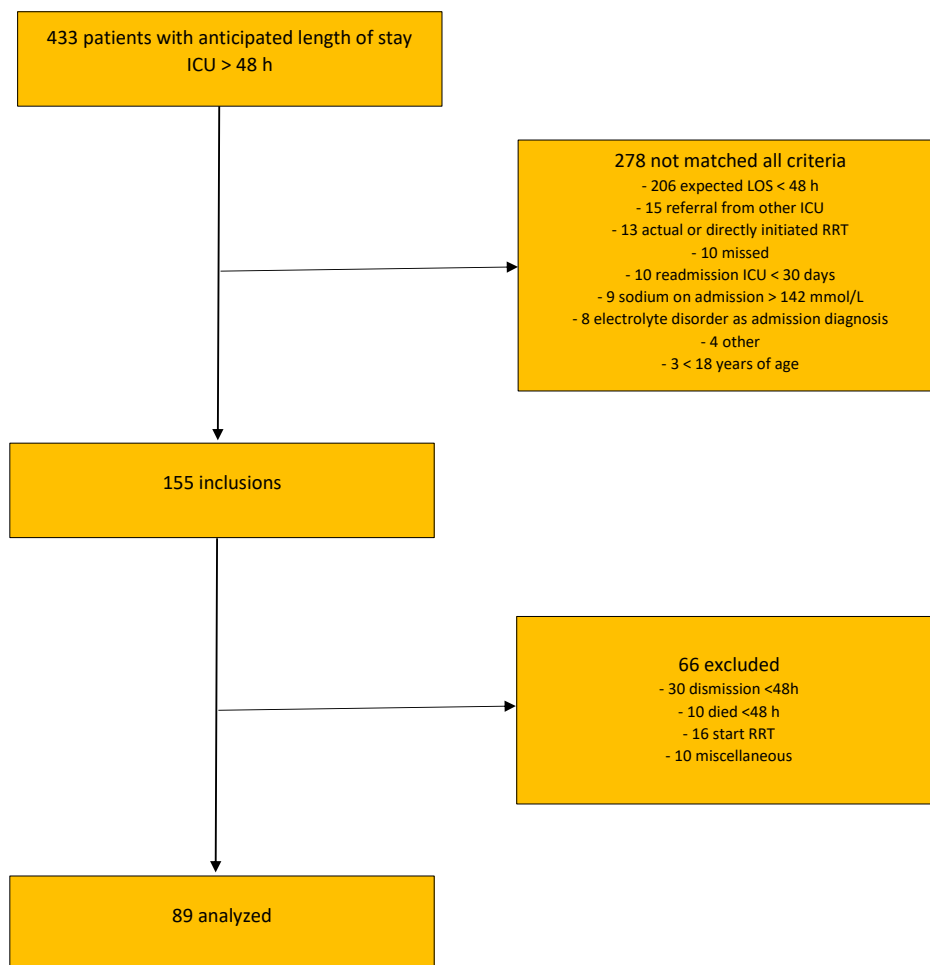 433 patients with anticipated length of stay
ICU > 48 h
278 not matched all criteria
- 206 expected LOS < 48 h
- 15 referral from other ICU
- 13 actual or directly initiated RRT
- 10 missed
- 10 readmission ICU < 30 days
- 9 sodium on admission > 142 mmol/L
- 8 electrolyte disorder as admission diagnosis
- 4 other
- 3 < 18 years of age
155 inclusions
66 excluded
- 30 dismission <48h
- 10 died <48 h
- 16 start RRT
- 10 miscellaneous
89 analyzed